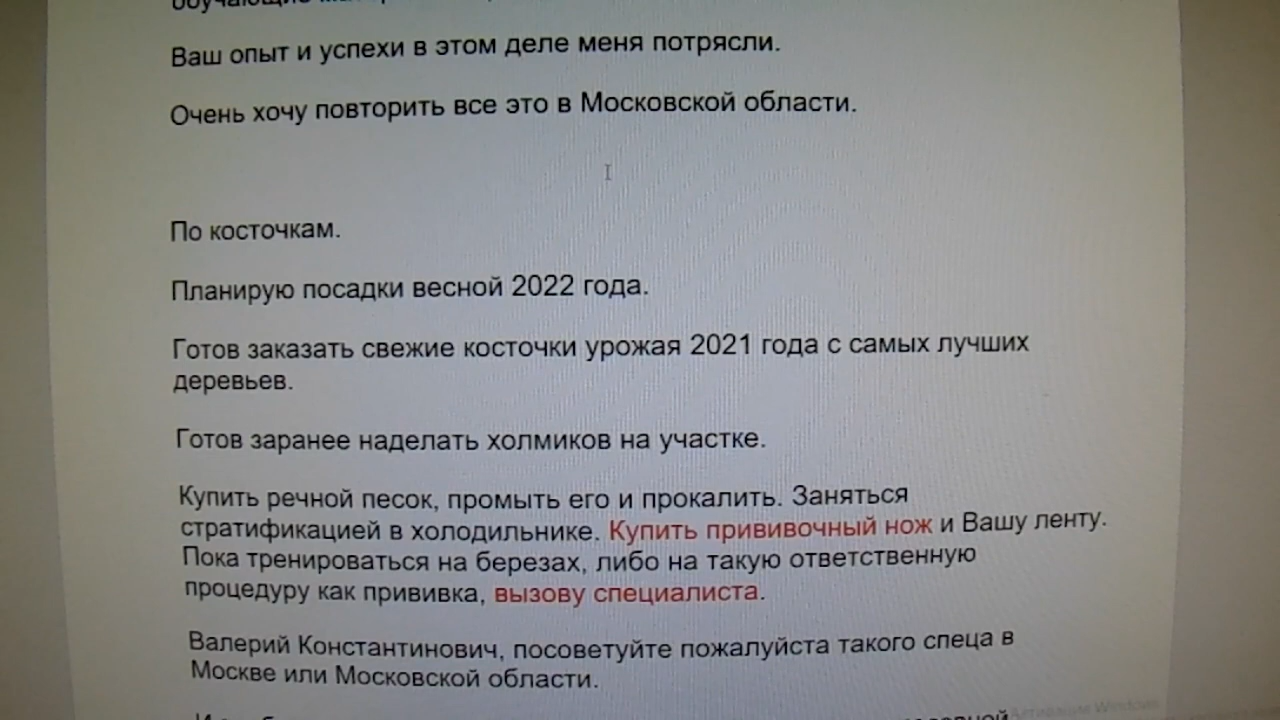 Ваш опыт и успехи в этом деле меня потрясли.
Очень хочу повторить все это в Московской области.
По косточкам.
Планирую посадки весной 2022 года.
Готов заказать свежие косточки урожая 2021 года с самых лучших
деревьев.
Готов заранее наделать холмиков на участке.
Купить речной песок, промыть его и прокалить. Заняться
стратификацией в холодильнике. Купить прививочный нож и Вашу ленту.
Пока тренироваться на березах, либо на такую ответственную
процедуру как прививка, вызову специалиста.
Валерий Константинович, посоветуйте пожалуйста такого спеца в
Москве или Московской области.